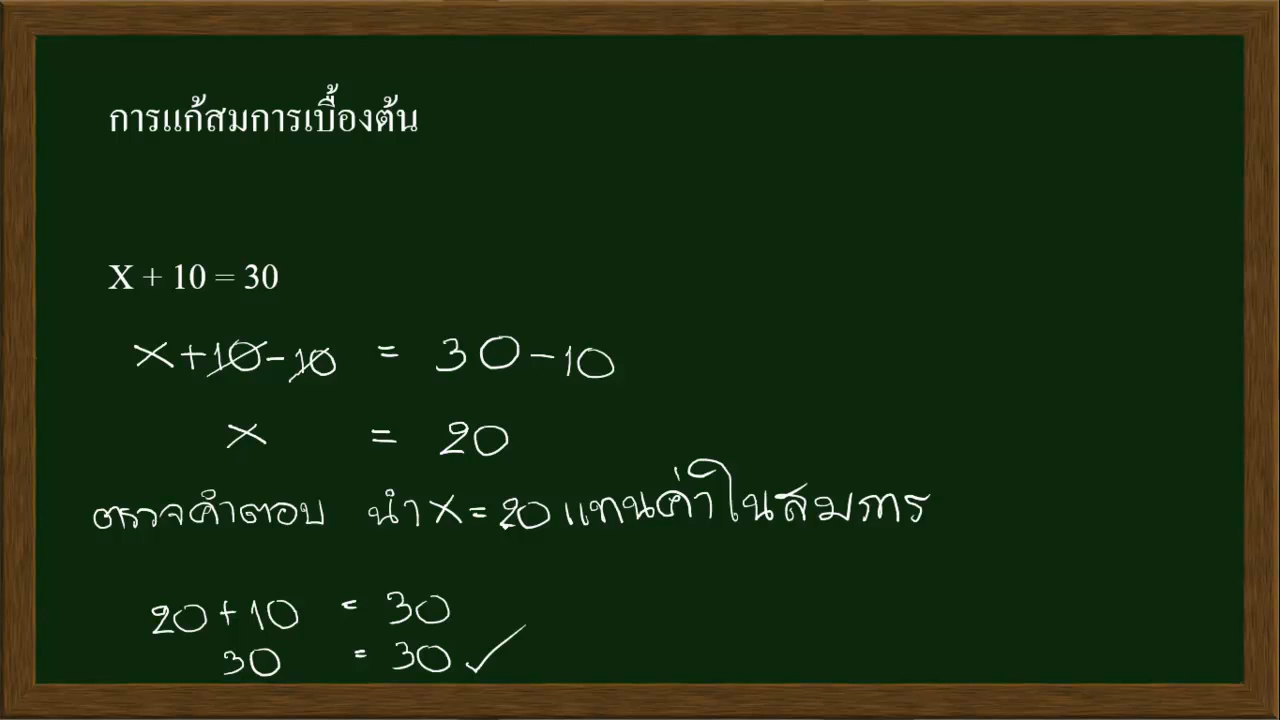 การแก้สมการเบื้องต้น
X + 10 = 30
x+10-10 = 30-10
x = 20
ตรวจคำตอบ นำ x=20 แทนค่าในสมการ
20+10 = 30
30 = 30 ✓